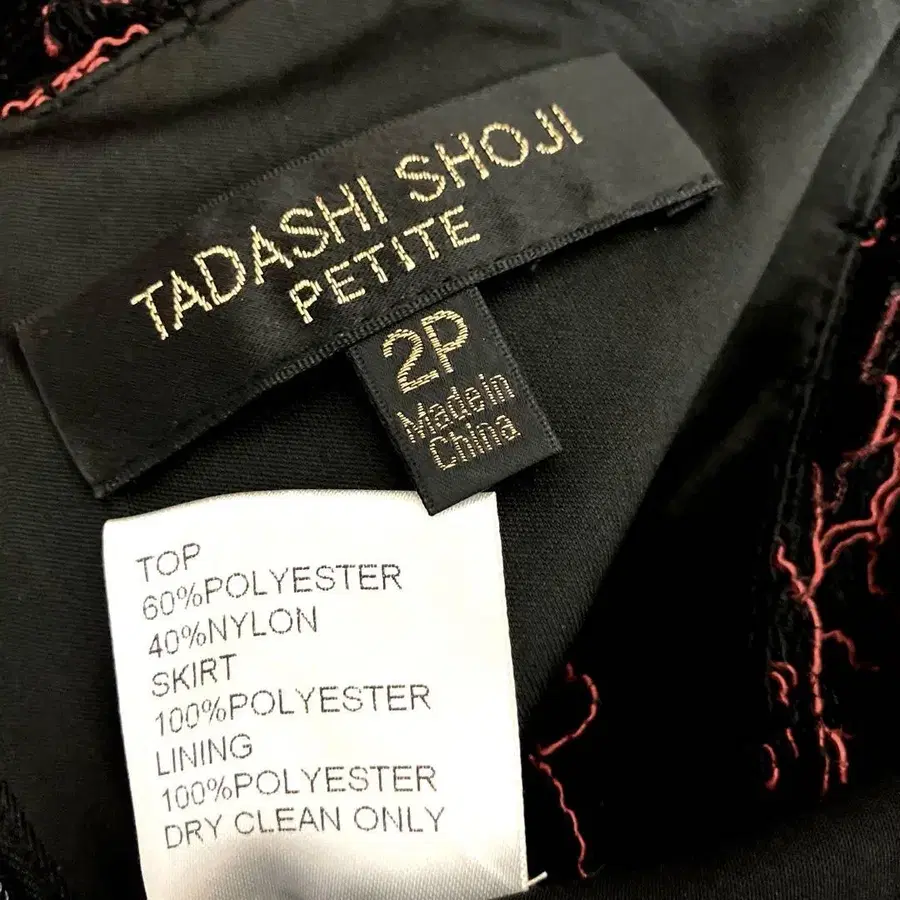 TADASHI SHOJI
PETITE
2P
Made in
China
TOP
60%POLYESTER
40%NYLON
SKIRT
100%POLYESTER
LINING
100%POLYESTER
DRY CLEAN ONLY